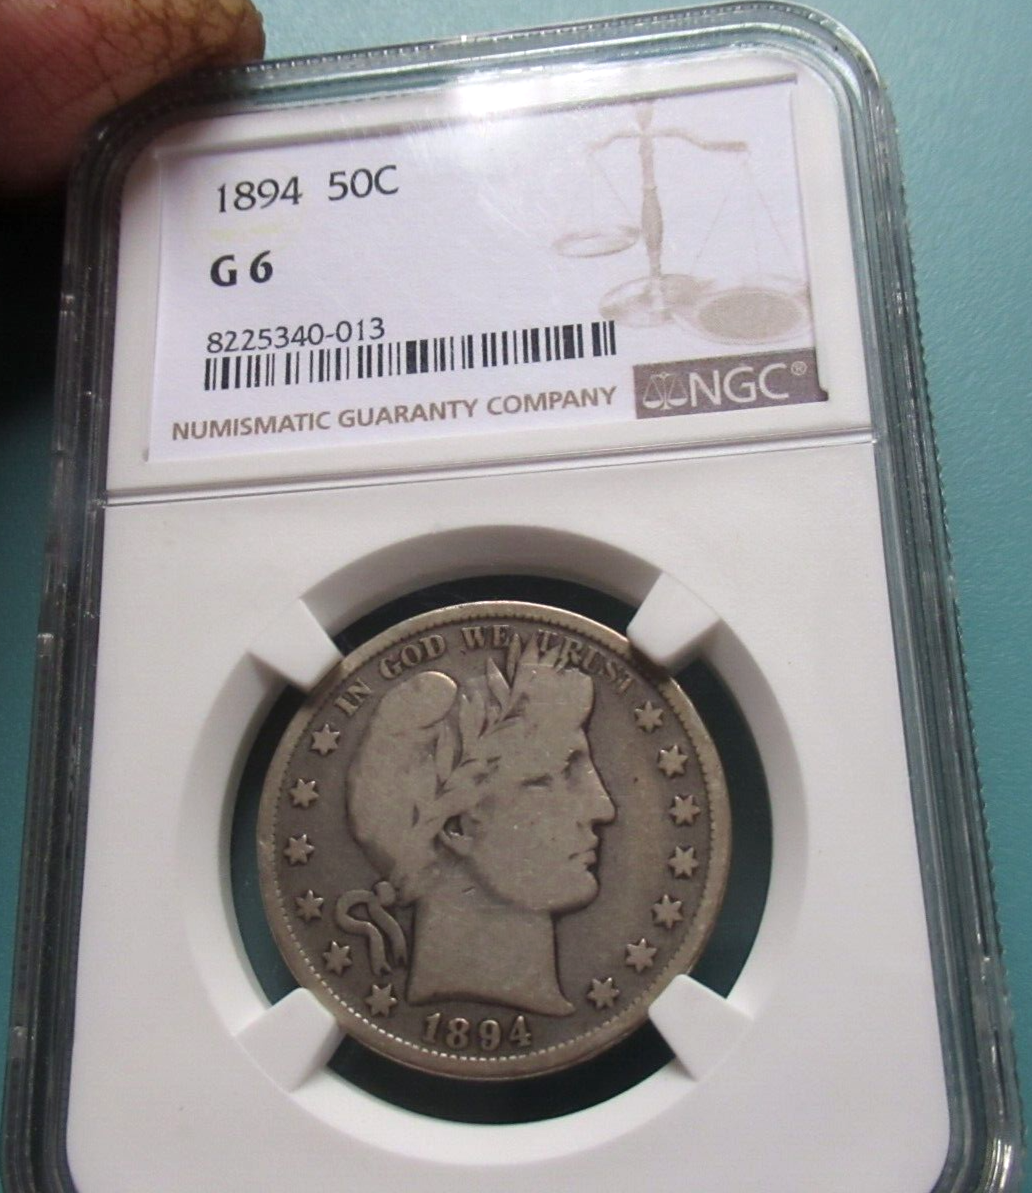 1894 50C
G 6
8225340-013
NUMISMATIC GUARANTY COMPANY
NGC®
IN GOD WE TRUST
1894